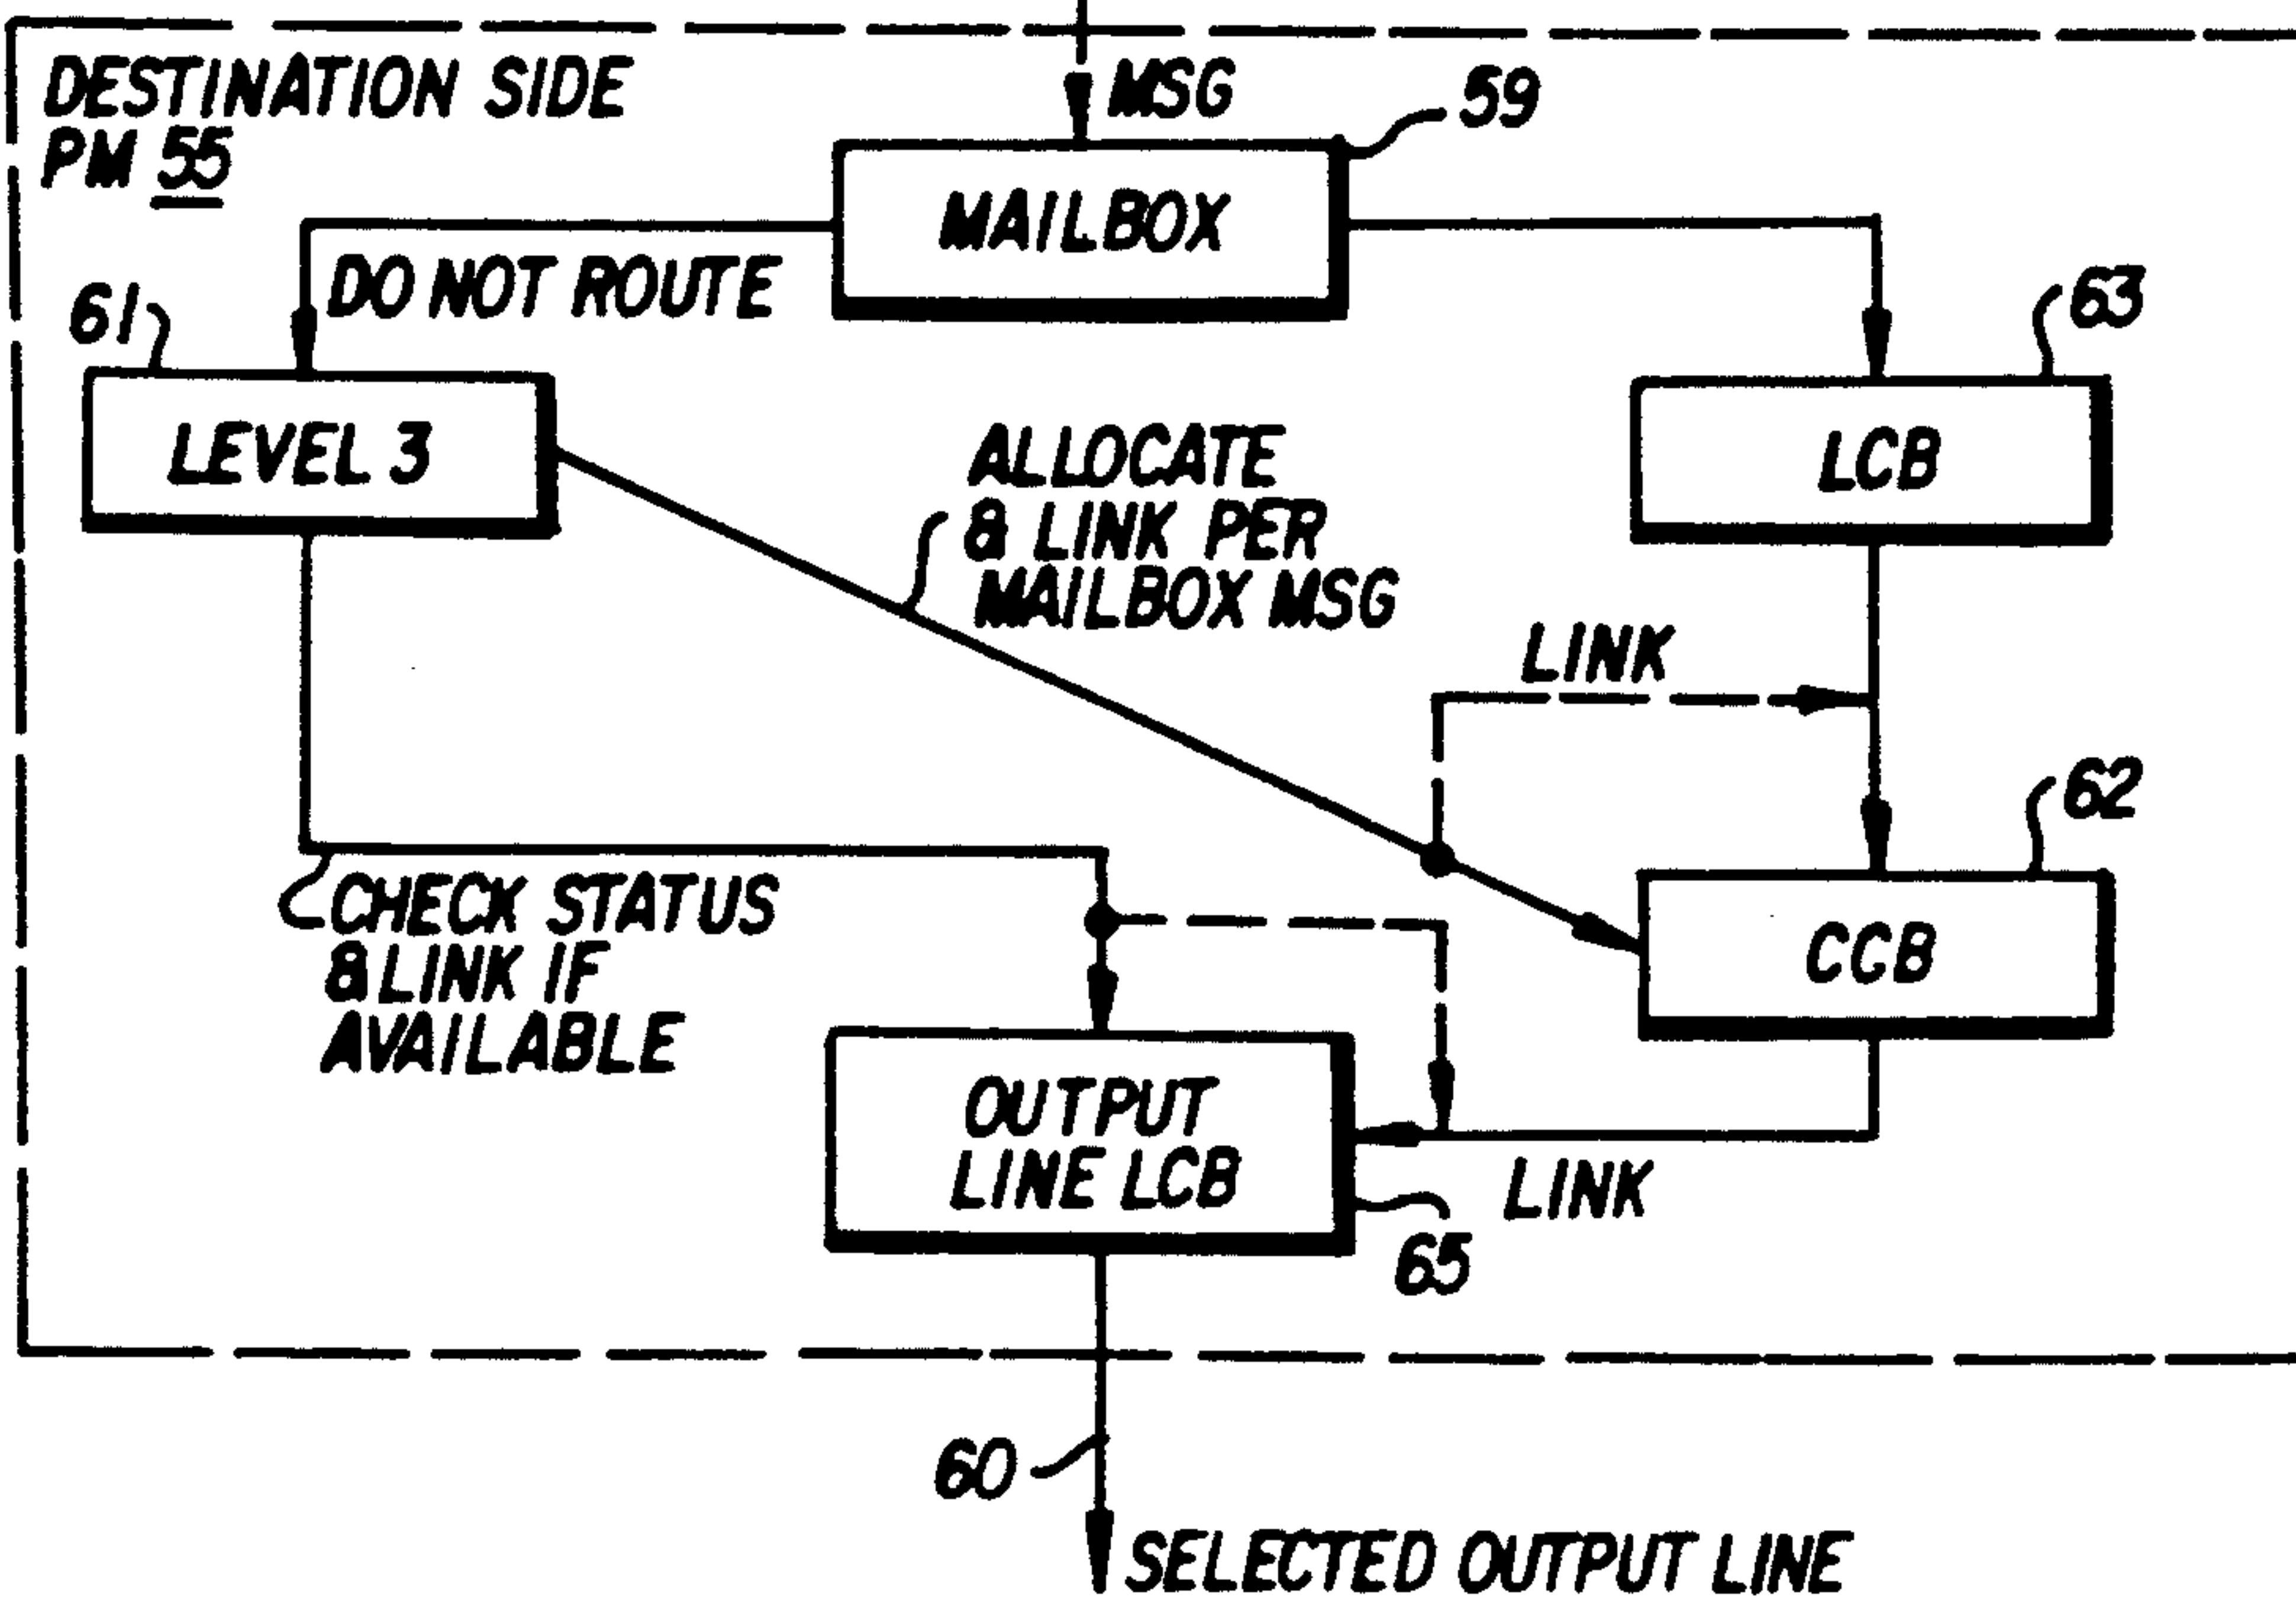 DESTINATION SIDE
PM 55
MSG
59
MAILBOX
DO NOT ROUTE
61
63
LEVEL 3
LCB
ALLOCATE
& LINK PER
MAILBOX MSG
LINK
62
CHECK STATUS
& LINK IF
AVAILABLE
CCB
OUTPUT
LINE LCB
LINK
65
60
SELECTED OUTPUT LINE